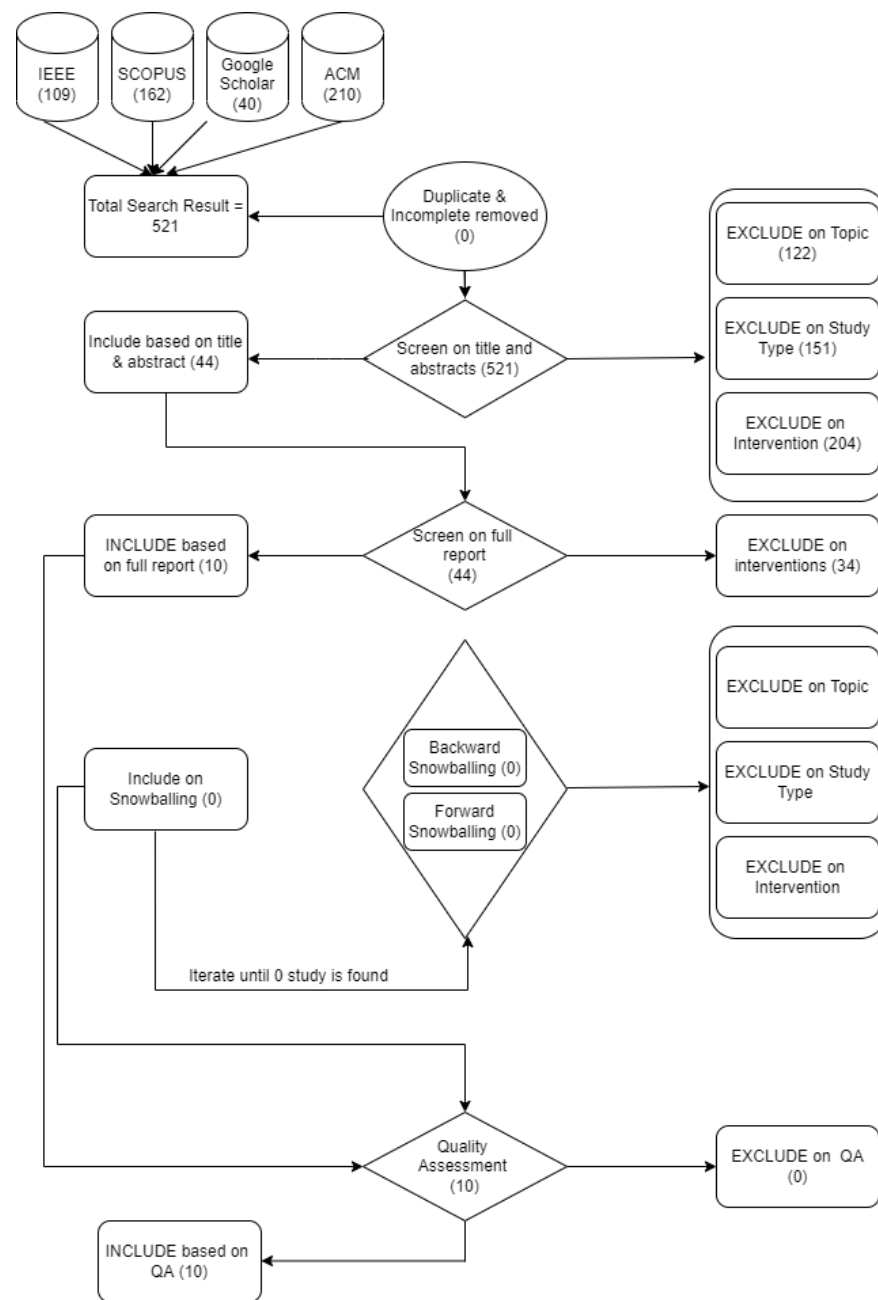 IEEE
(109)
SCOPUS
(162)
Google
Scholar
(40)
ACM
(210)
Total Search Result =
521
Duplicate &
Incomplete removed
(0)
EXCLUDE on Topic
(122)
Include based on title
& abstract (44)
Screen on title and
abstracts (521)
EXCLUDE on Study
Type (151)
EXCLUDE on
Intervention (204)
INCLUDE based
on full report (10)
Screen on full
report
(44)
EXCLUDE on
interventions (34)
Include on
Snowballing (0)
Backward
Snowballing (0)
Forward
Snowballing (0)
EXCLUDE on Topic
EXCLUDE on Study
Type
EXCLUDE on
Intervention
Iterate until 0 study is found
Quality
Assessment
(10)
EXCLUDE on QA
(0)
INCLUDE based on
QA (10)